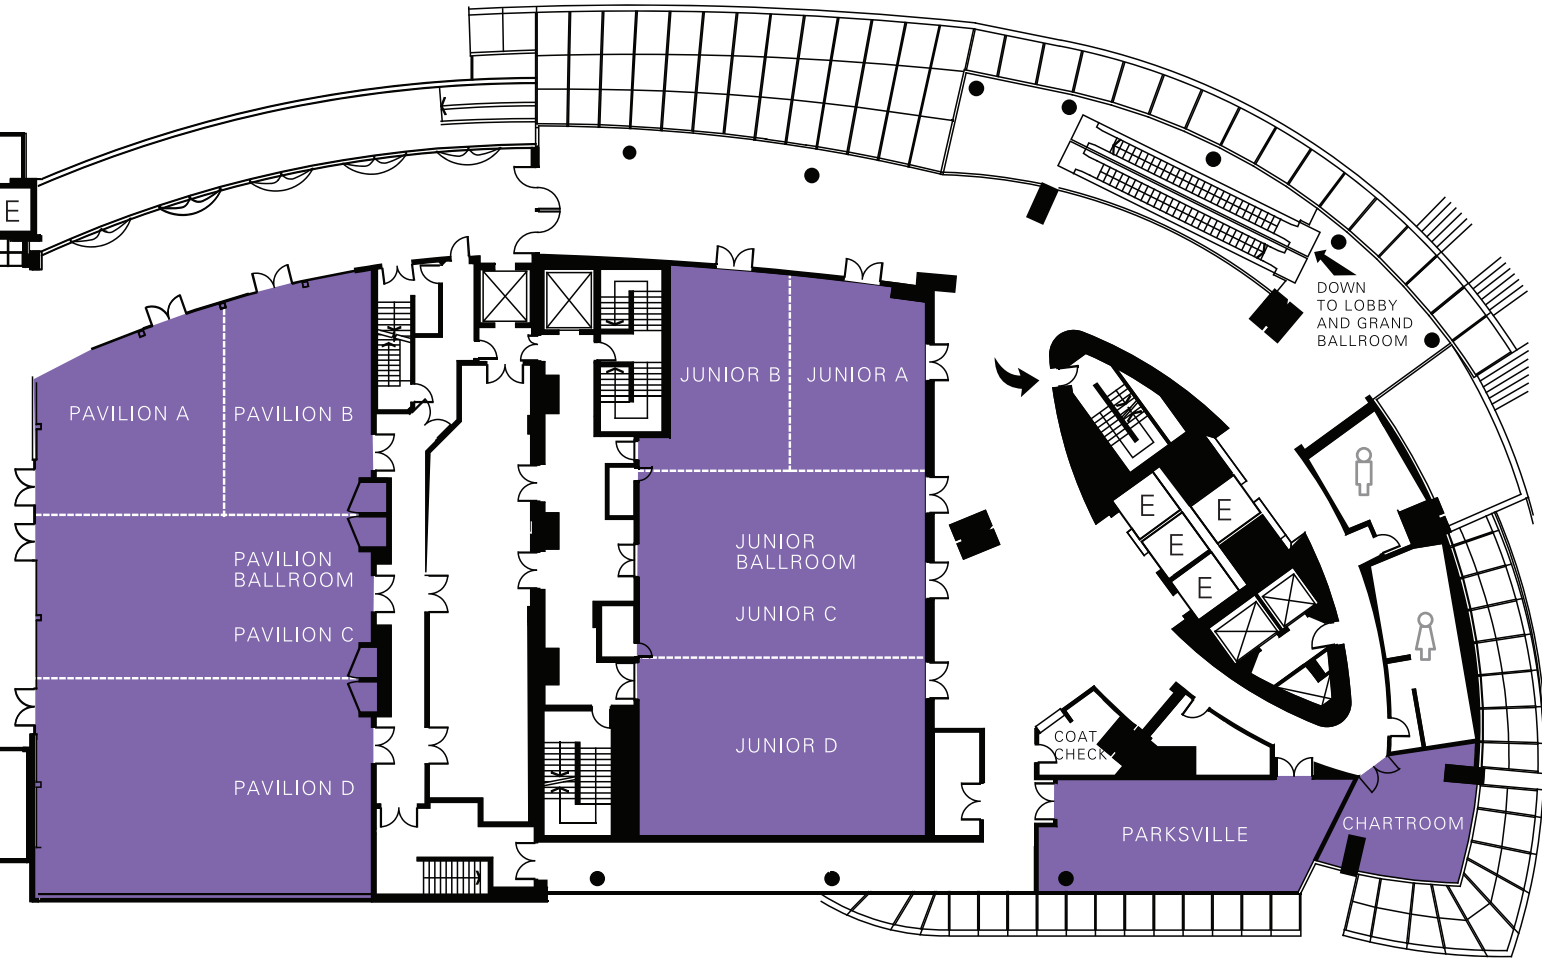 E
DOWN
TO LOBBY
AND GRAND
BALLROOM
JUNIOR B
JUNIOR A
PAVILION A
PAVILION B
E
E
E
E
JUNIOR
BALLROOM
PAVILION
BALLROOM
JUNIOR C
PAVILION C
COAT
CHECK
JUNIOR D
PAVILION D
PARKSVILLE
CHARTROOM